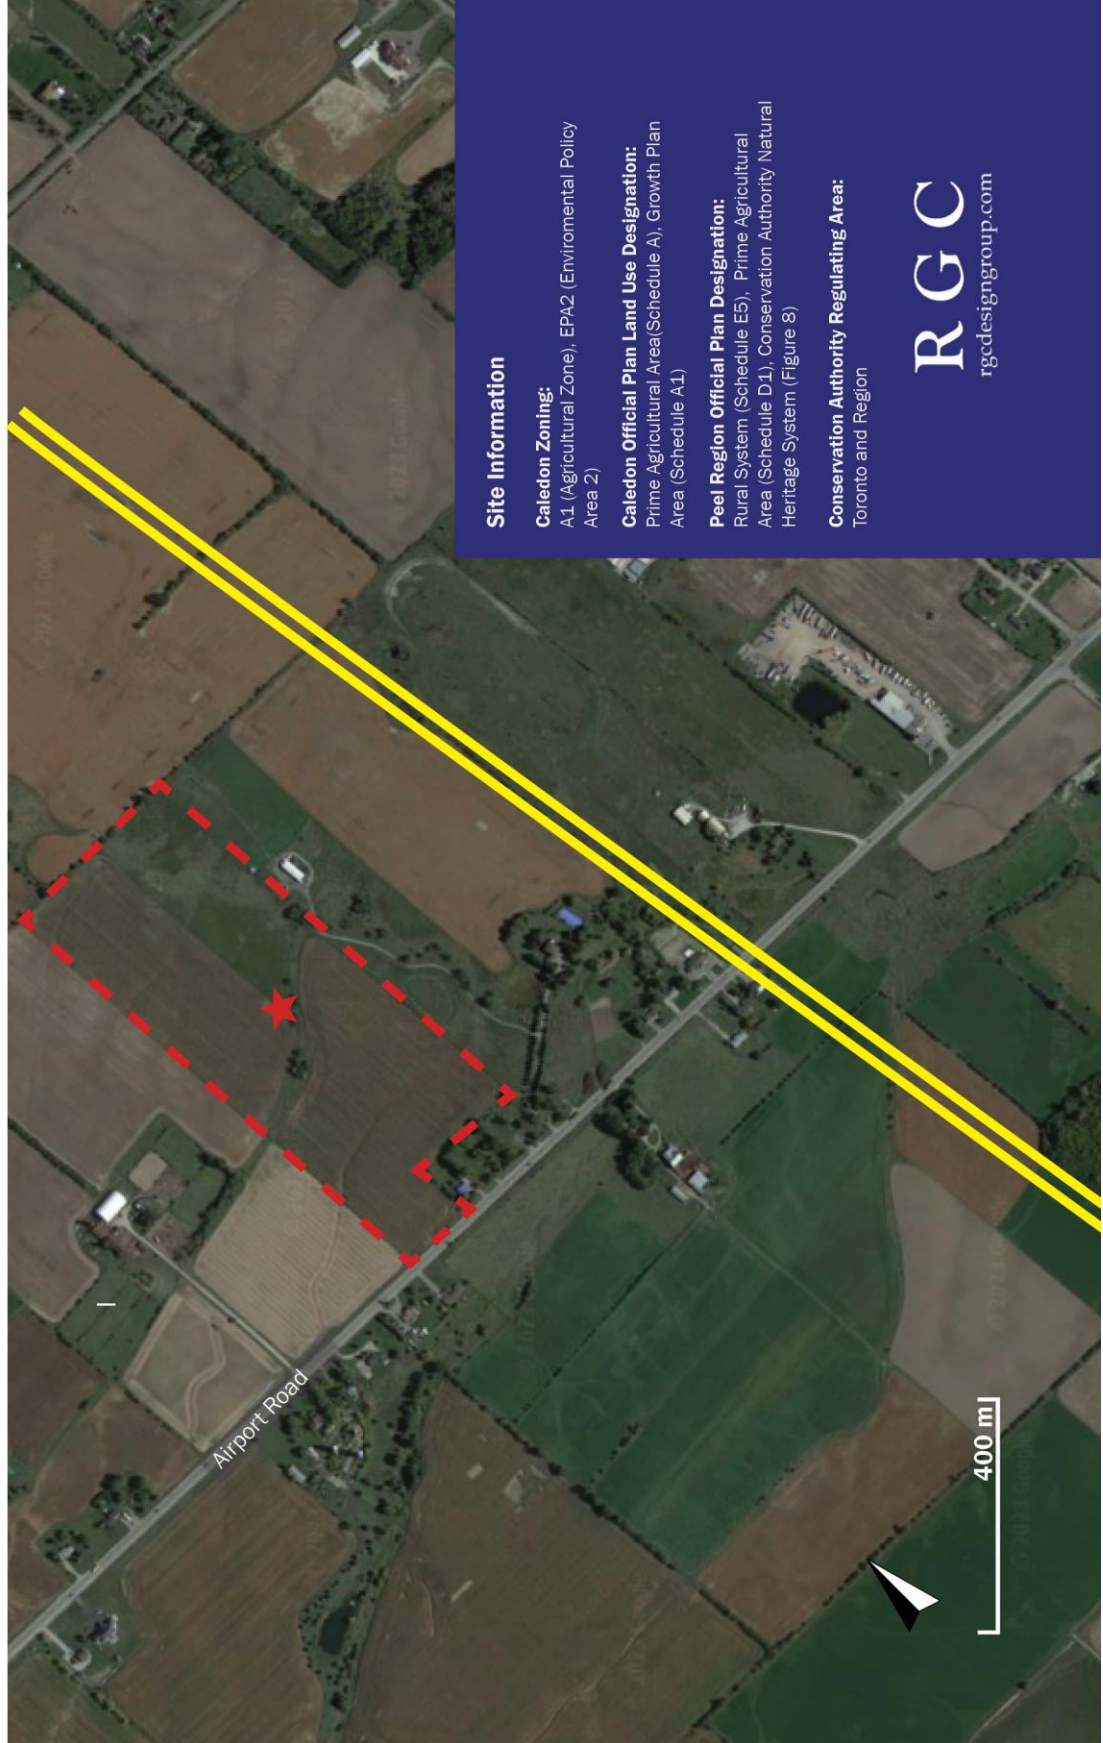 Site Information
Caledon Zoning:
A1 (Agricultural Zone), EPA2 (Enviromental Policy
Area 2)
Caledon Official Plan Land Use Designation:
Prime Agricultural Area(Schedule A), Growth Plan
Area (Schedule A1)
Peel Region Official Plan Designation:
Rural System (Schedule E5), Prime Agricultural
Area (Schedule D1), Conservation Authority Natural
Heritage System (Figure 8)
Conservation Authority Regulating Area:
Toronto and Region
R G C
rgcdesigngroup.com
Airport Road
400 m
© 2023 Google